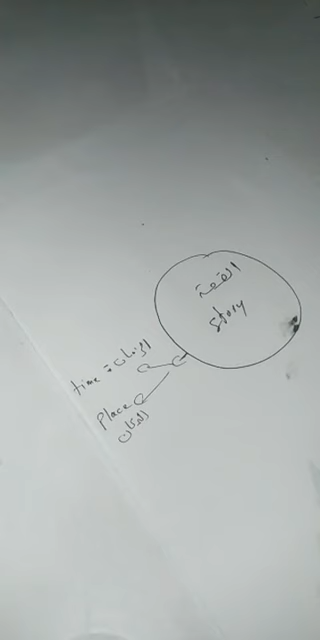 القصة
story
time : الزمان
place
المكان